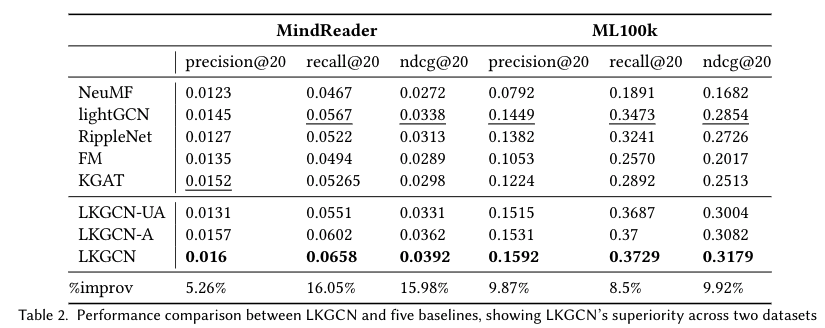 MindReader ML100k
precision@20 recall@20 ndcg@20 precision@20 recall@20 ndcg@20
NeuMF 0.0123 0.0467 0.0272 0.0792 0.1891 0.1682
lightGCN 0.0145 0.0567 0.0338 0.1449 0.3473 0.2854
RippleNet 0.0127 0.0522 0.0313 0.1382 0.3241 0.2726
FM 0.0135 0.0494 0.0289 0.1053 0.2570 0.2017
KGAT 0.0152 0.05265 0.0298 0.1224 0.2892 0.2513
LKGCN-UA 0.0131 0.0551 0.0331 0.1515 0.3687 0.3004
LKGCN-A 0.0157 0.0602 0.0362 0.1531 0.37 0.3082
LKGCN 0.016 0.0658 0.0392 0.1592 0.3729 0.3179
%improv 5.26% 16.05% 15.98% 9.87% 8.5% 9.92%
Table 2. Performance comparison between LKGCN and five baselines, showing LKGCN's superiority across two datasets